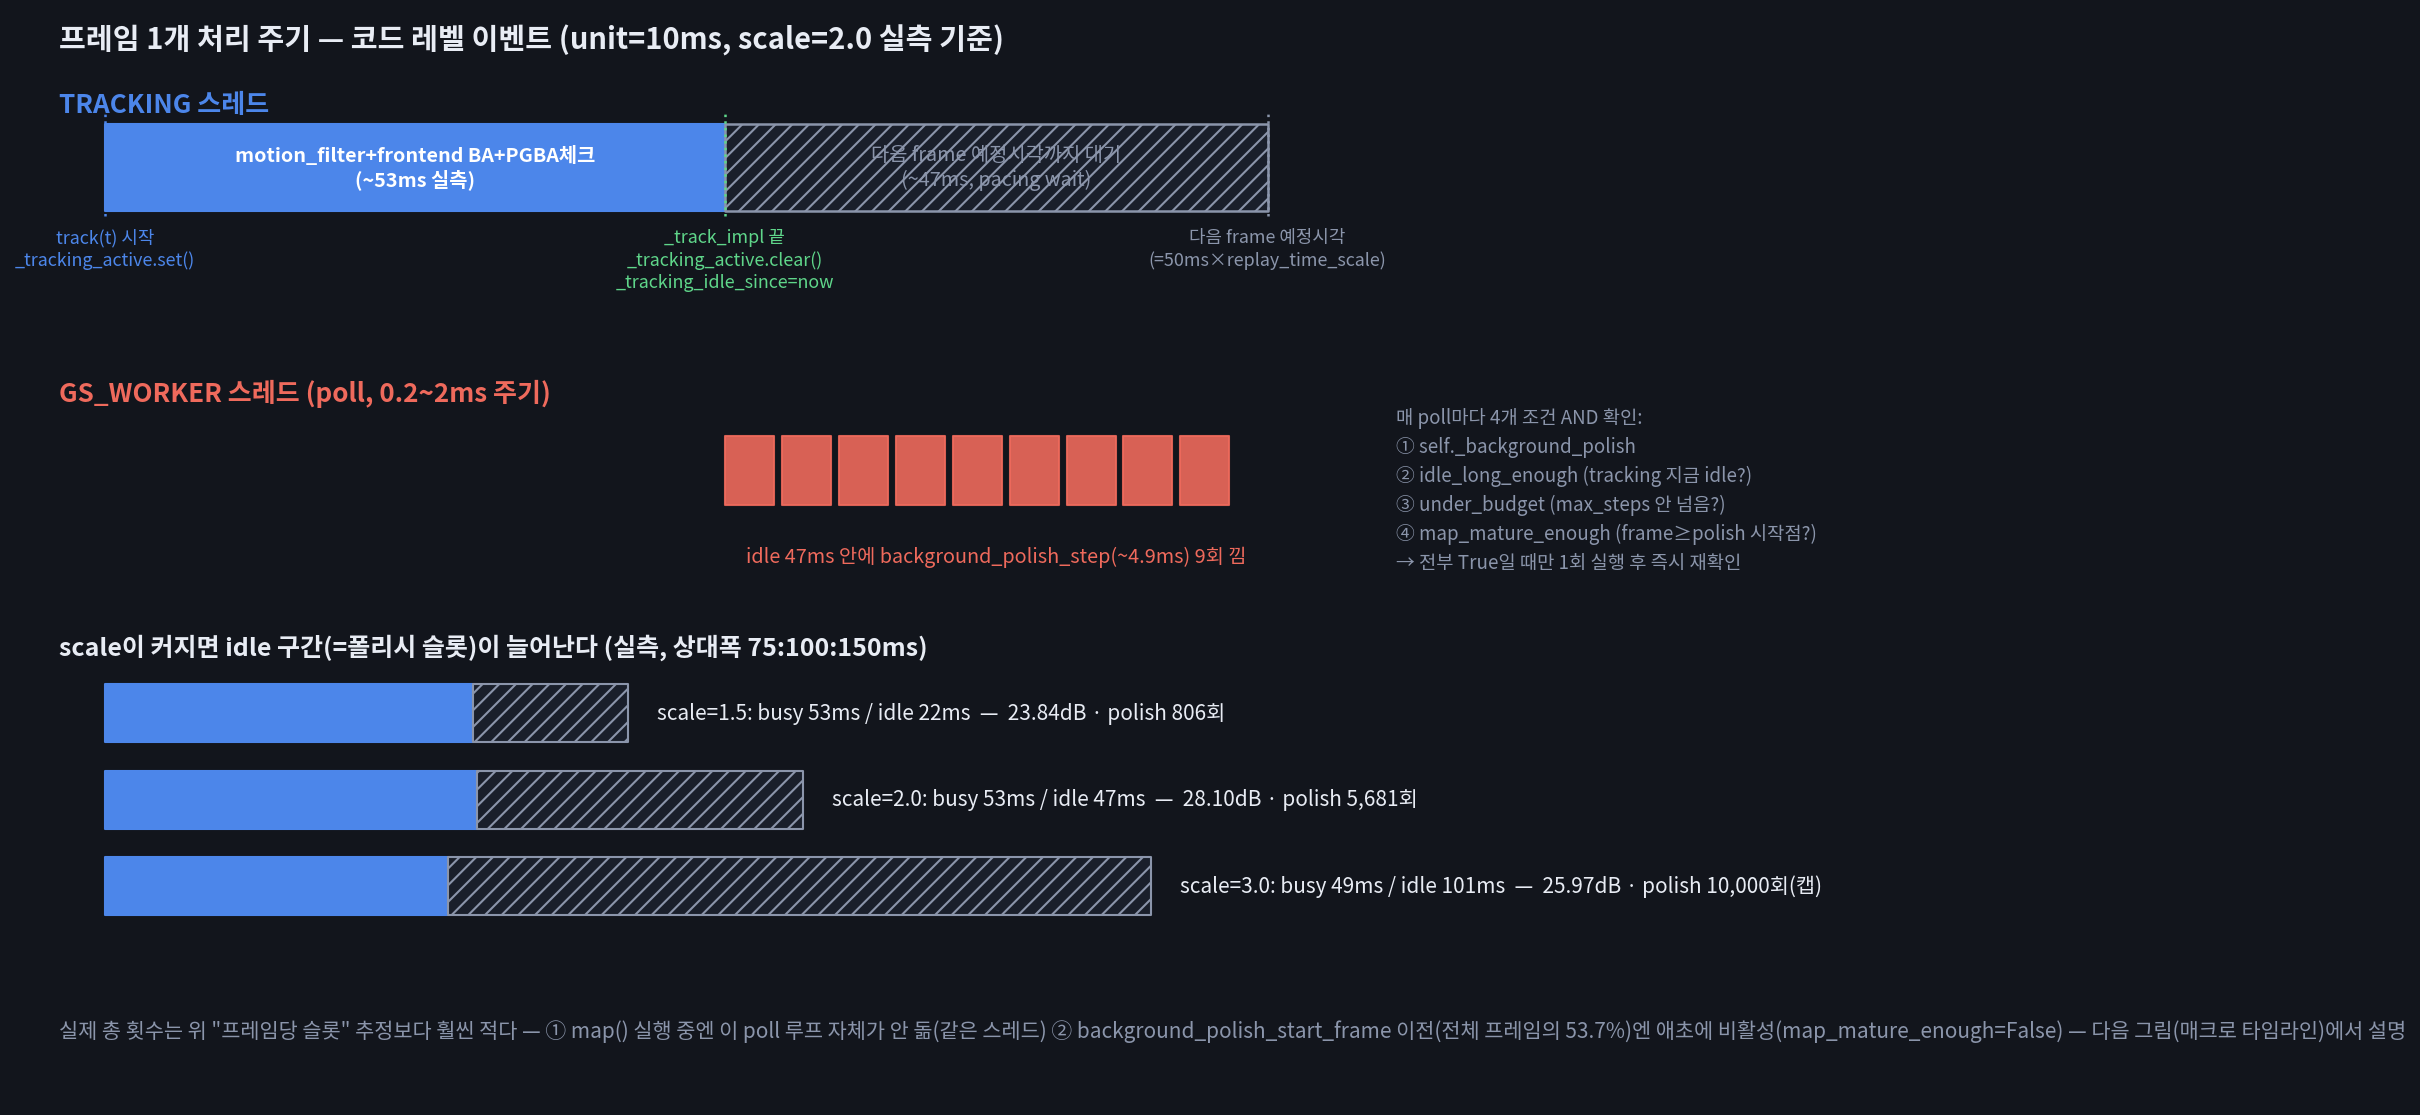 프레임 1개 처리 주기 — 코드 레벨 이벤트 (unit=10ms, scale=2.0 실측 기준)
TRACKING 스레드
motion_filter+frontend BA+PGBA체크
(~53ms 실측)
다음 frame 예정시각까지 대기
(~47ms, pacing wait)
track(t) 시작
_tracking_active.set()
_track_impl 끝
_tracking_active.clear()
_tracking_idle_since=now
다음 frame 예정시각
(=50ms×replay_time_scale)
GS_WORKER 스레드 (poll, 0.2~2ms 주기)
idle 47ms 안에 background_polish_step(~4.9ms) 9회 낌
매 poll마다 4개 조건 AND 확인:
① self._background_polish
② idle_long_enough (tracking 지금 idle?)
③ under_budget (max_steps 안 넘음?)
④ map_mature_enough (frame≥polish 시작점?)
→ 전부 True일 때만 1회 실행 후 즉시 재확인
scale이 커지면 idle 구간(=폴리시 슬롯)이 늘어난다 (실측, 상대폭 75:100:150ms)
scale=1.5: busy 53ms / idle 22ms — 23.84dB · polish 806회
scale=2.0: busy 53ms / idle 47ms — 28.10dB · polish 5,681회
scale=3.0: busy 49ms / idle 101ms — 25.97dB · polish 10,000회(캡)
실제 총 횟수는 위 "프레임당 슬롯" 추정보다 훨씬 적다 — ① map() 실행 중엔 이 poll 루프 자체가 안 돎(같은 스레드) ② background_polish_start_frame 이전(전체 프레임의 53.7%)엔 애초에 비활성(map_mature_enough=False) — 다음 그림(매크로 타임라인)에서 설명